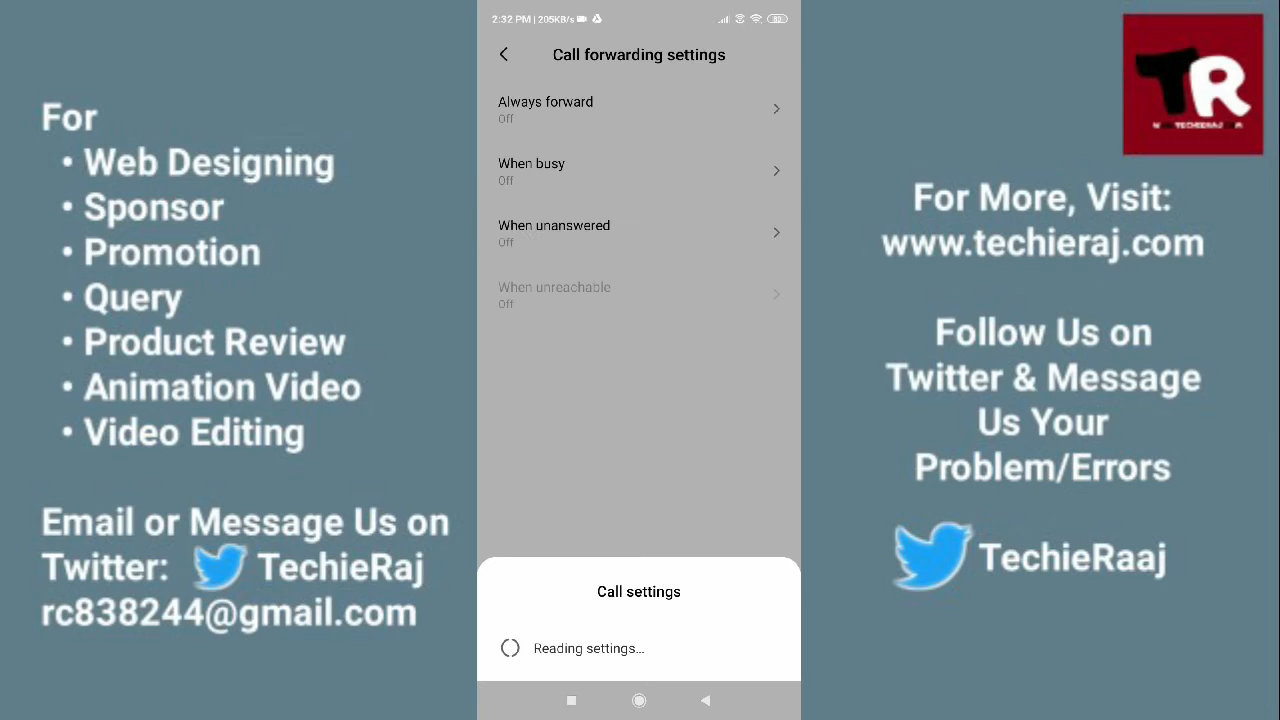 For
• Web Designing
• Sponsor
• Promotion
• Query
• Product Review
• Animation Video
• Video Editing
Email or Message Us on
Twitter: TechieRaj
rc838244@gmail.com
2:32 PM | 205KB/s
82
Call forwarding settings
Always forward
Off
When busy
Off
When unanswered
Off
When unreachable
Off
Call settings
Reading settings...
TR
For More, Visit:
www.techieraj.com
Follow Us on
Twitter & Message
Us Your
Problem/Errors
TechieRaaj